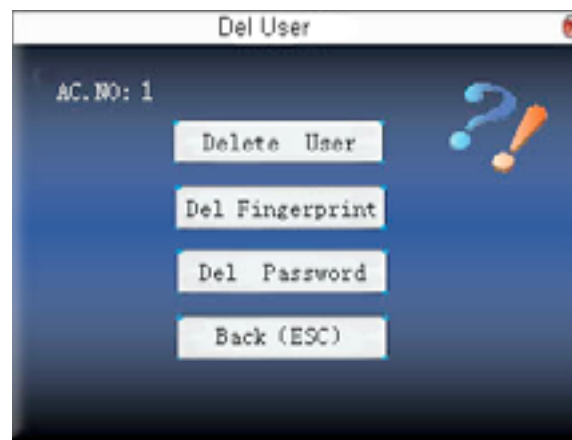 Del User
AC.NO: 1
Delete User
Del Fingerprint
Del Password
Back (ESC)